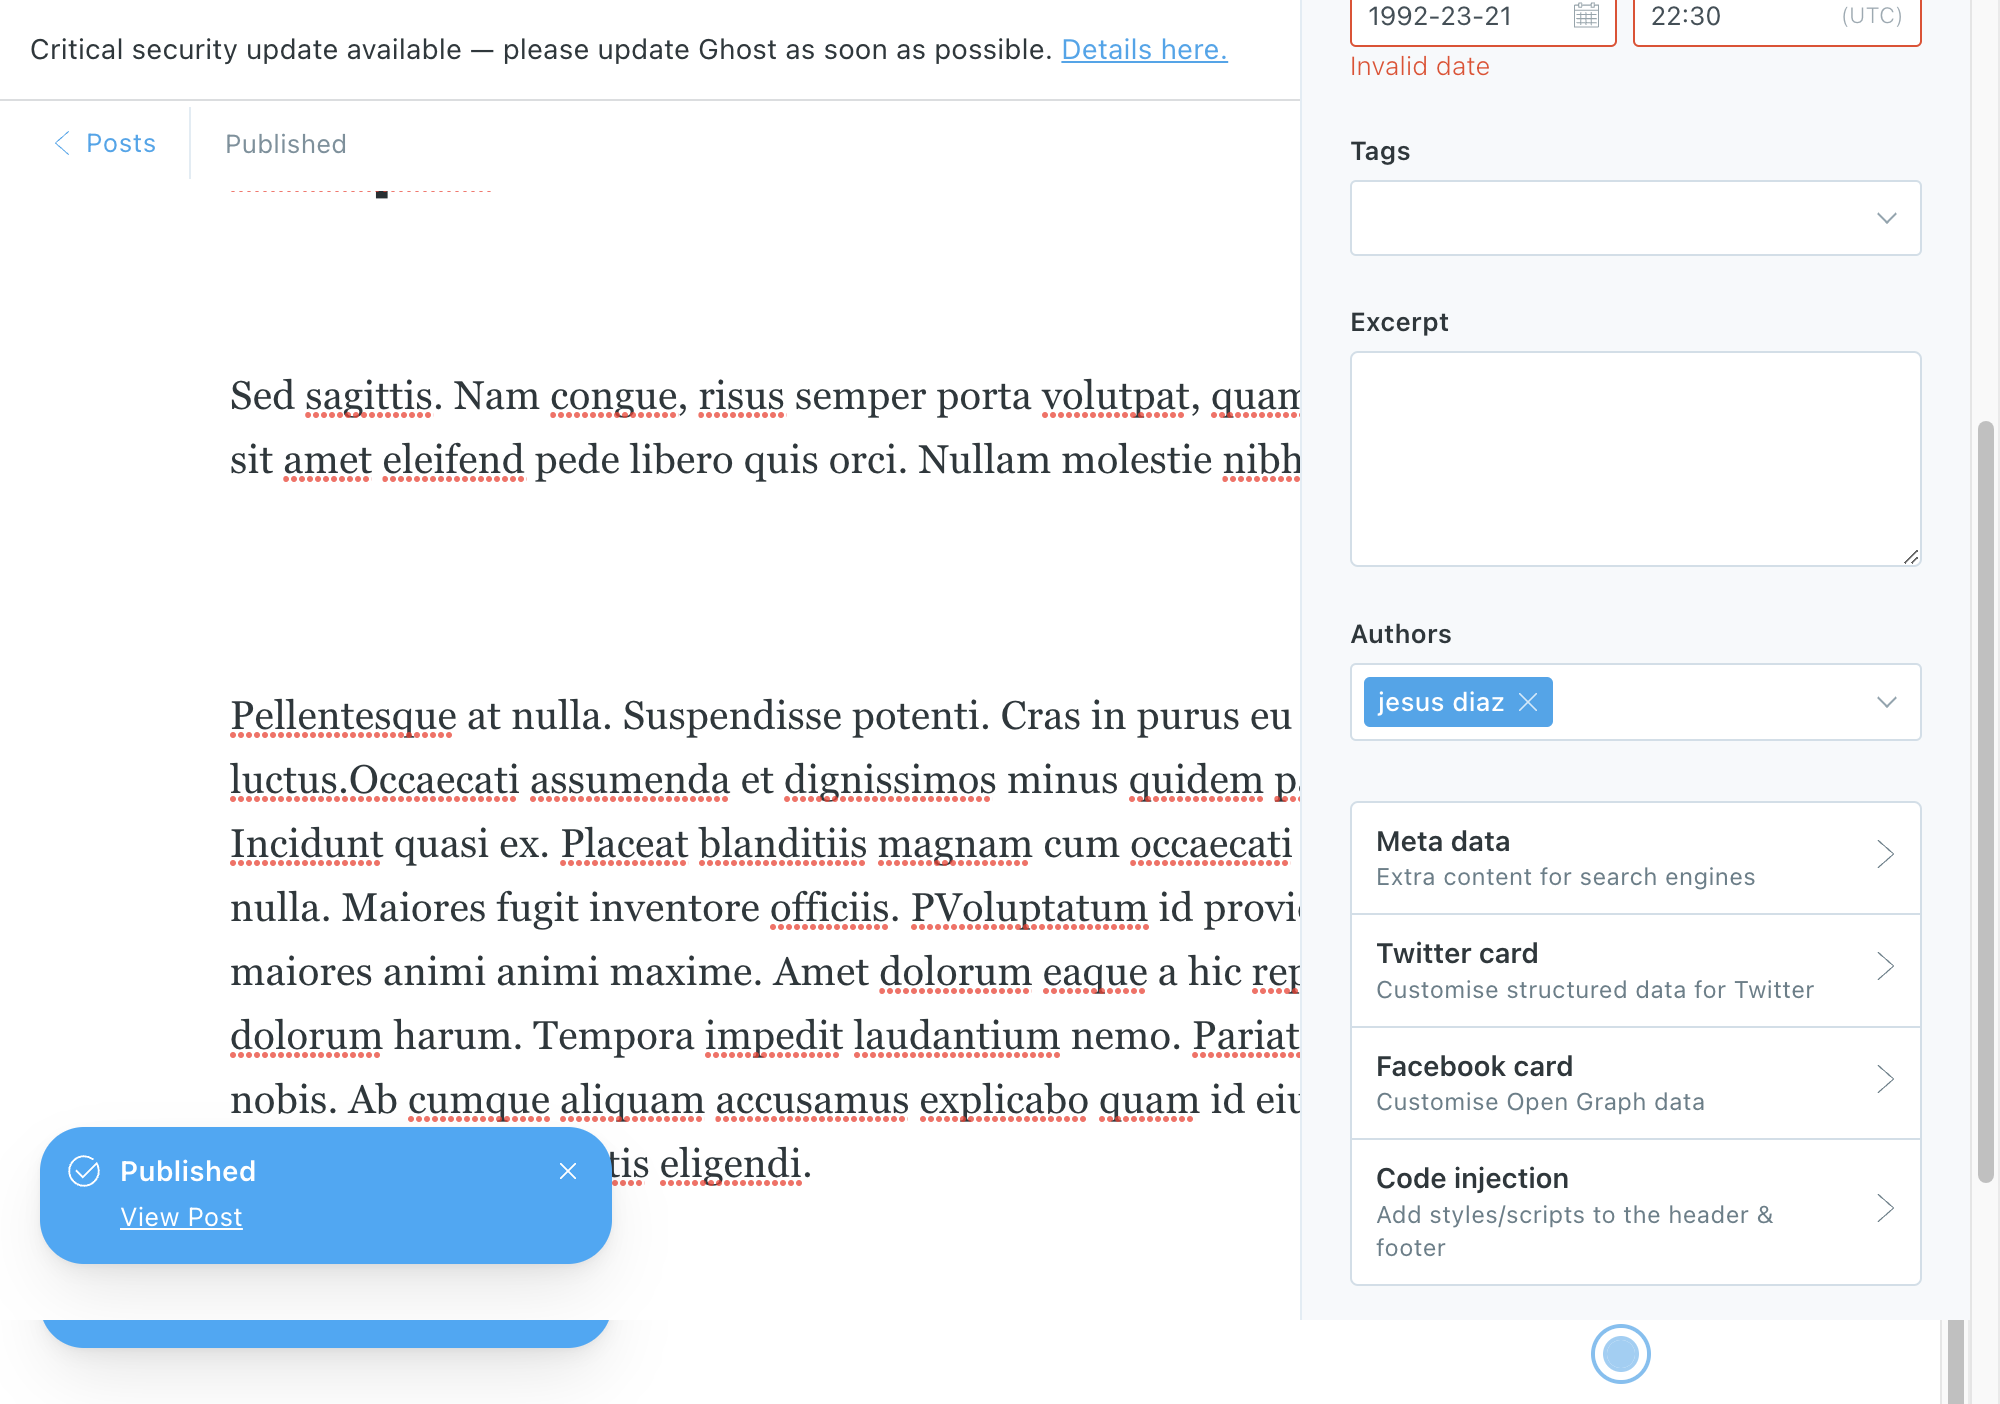 Critical security update available — please update Ghost as soon as possible. Details here.
Posts
Published
Sed sagittis. Nam congue, risus semper porta volutpat, quam
sit amet eleifend pede libero quis orci. Nullam molestie nibh
Pellentesque at nulla. Suspendisse potenti. Cras in purus eu
luctus.Occaecati assumenda et dignissimos minus quidem
Incidunt quasi ex. Placeat blanditiis magnam cum occaecati
nulla. Maiores fugit inventore officiis. PVoluptatum id
maiores animi animi maxime. Amet dolorum eaque a hic
dolorum harum. Tempora impedit laudantium nemo.
nobis. Ab cumque aliquam accusamus explicabo quam id
eligendi.
Published
View Post
1992-23-21
22:30 (UTC)
Invalid date
Tags
Excerpt
Authors
jesus diaz
Meta data
Extra content for search engines
Twitter card
Customise structured data for Twitter
Facebook card
Customise Open Graph data
Code injection
Add styles/scripts to the header &
footer